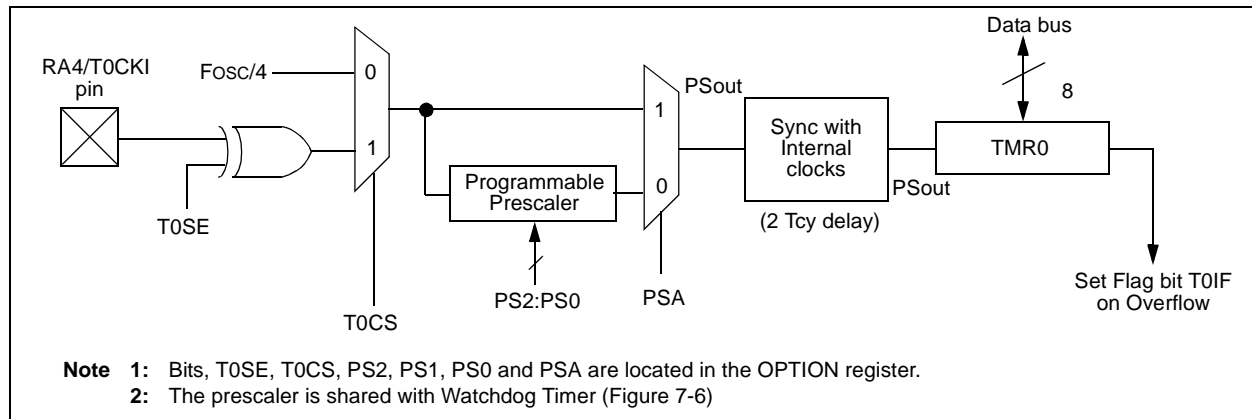 Data bus
RA4/T0CKI
pin
FOSC/4
0
1
T0SE
T0CS
Programmable
Prescaler
PS2:PS0
1
0
PSA
PSout
Sync with
Internal
clocks
(2 Tcy delay)
PSout
8
TMR0
Set Flag bit T0IF
on Overflow
Note 1: Bits, T0SE, T0CS, PS2, PS1, PS0 and PSA are located in the OPTION register.
2: The prescaler is shared with Watchdog Timer (Figure 7-6)